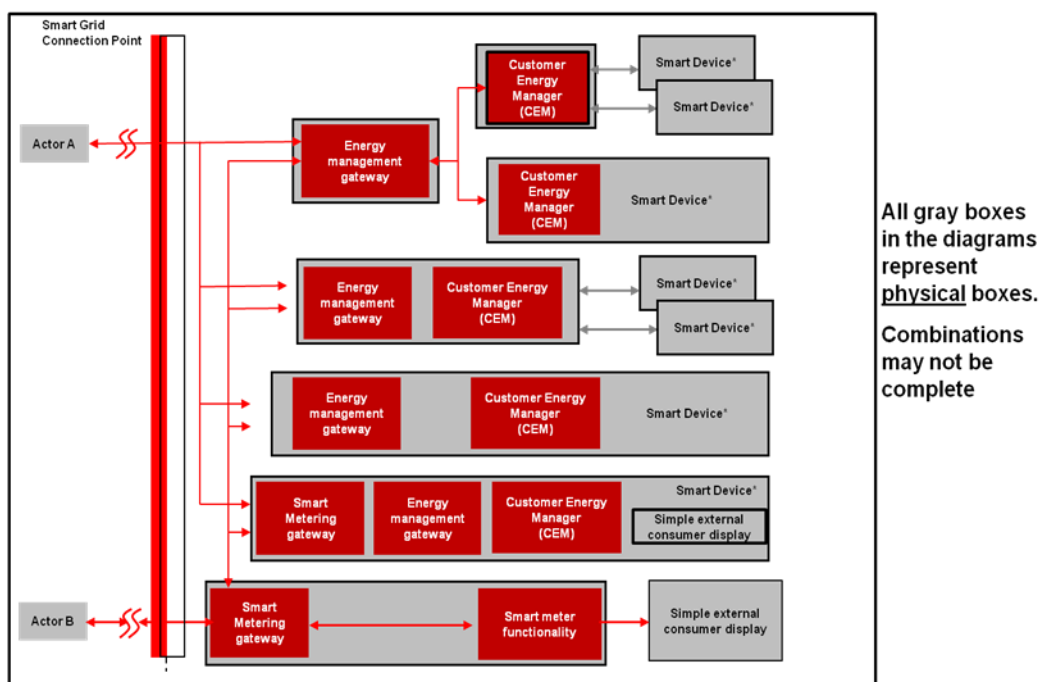 Smart Grid
Connection Point
Customer
Energy
Manager
(CEM)
Smart Device*
Smart Device*
Actor A
Energy
management
gateway
Customer
Energy
Manager
(CEM)
Smart Device*
All gray boxes
in the diagrams
represent
physical boxes.
Combinations
may not be
complete
Energy
management
gateway
Customer Energy
Manager
(CEM)
Smart Device*
Smart Device*
Energy
management
gateway
Customer Energy
Manager
(CEM)
Smart Device*
Smart
Metering
gateway
Energy
management
gateway
Customer Energy
Manager
(CEM)
Smart Device*
Simple external
consumer display
Actor B
Smart
Metering
gateway
Smart meter
functionality
Simple external
consumer display